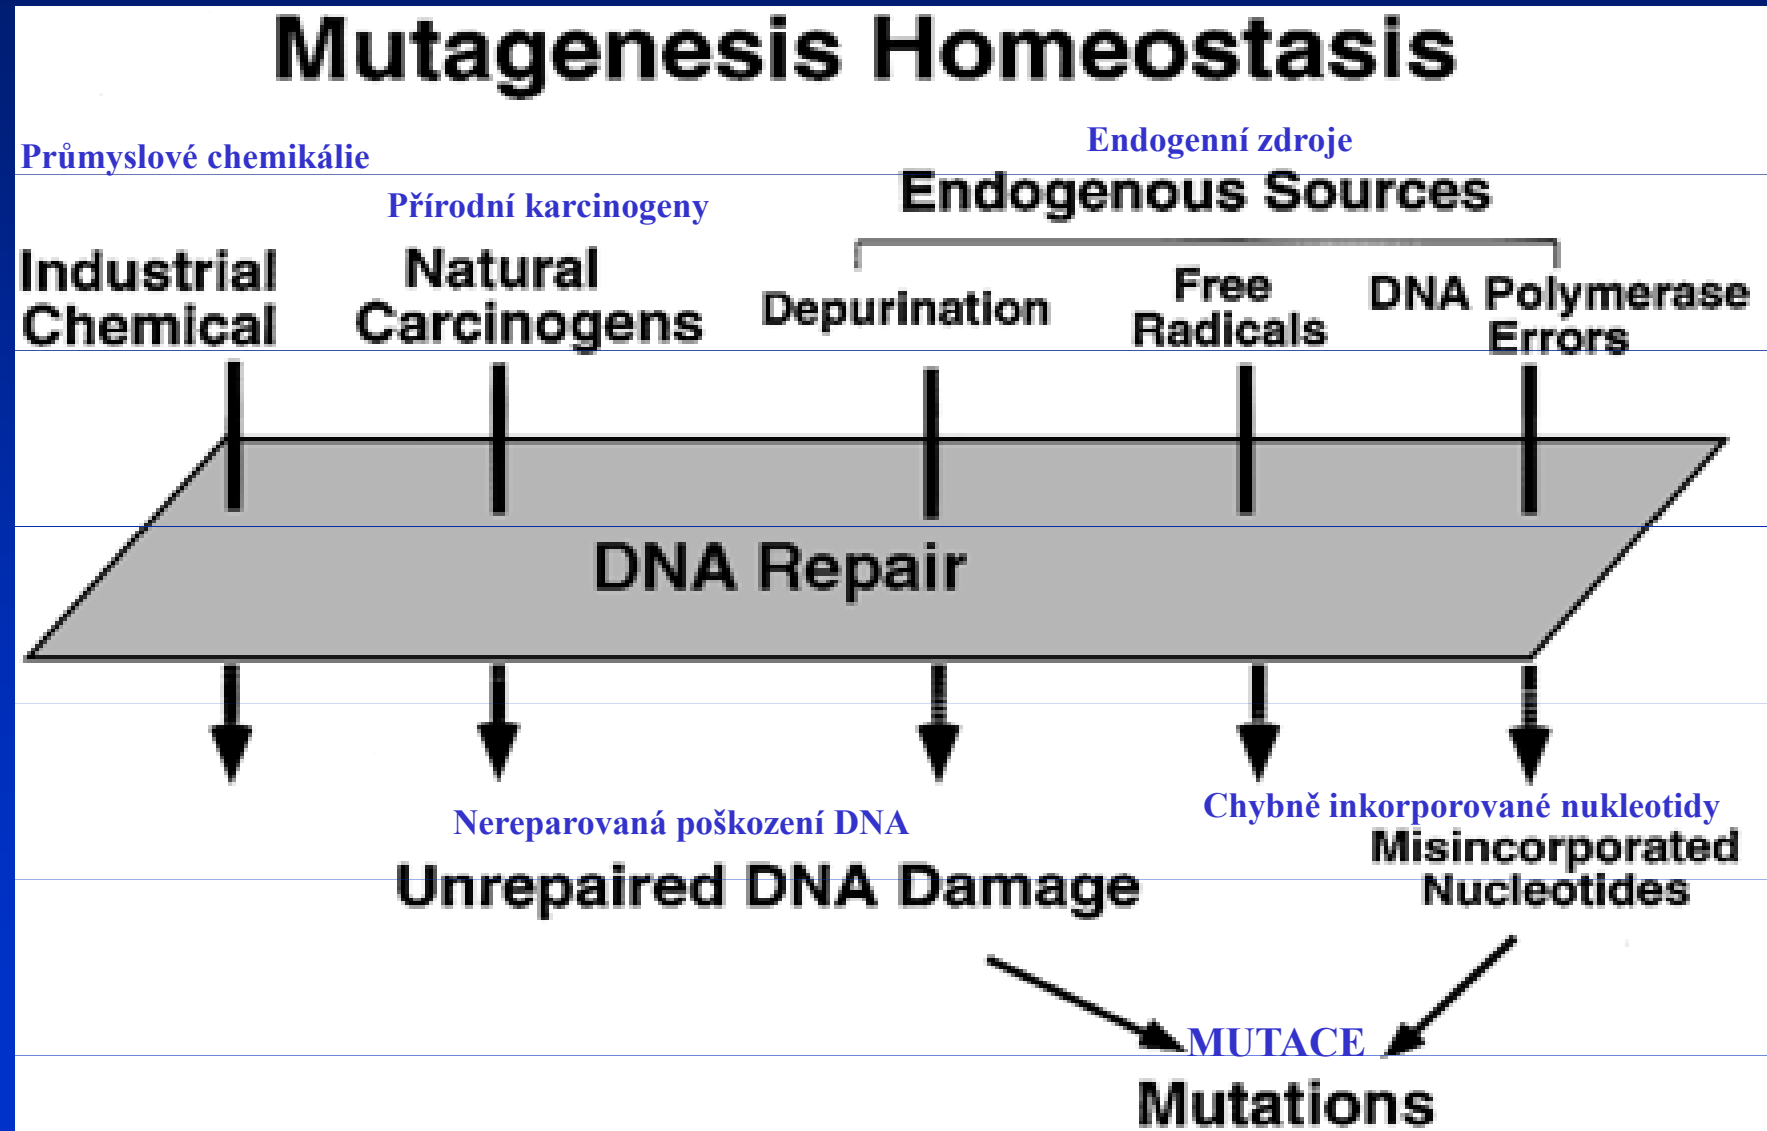 Mutagenesis Homeostasis
Průmyslové chemikálie
Přírodní karcinogeny
Endogenní zdroje
Endogenous Sources
Industrial
Chemical
Natural
Carcinogens
Depurination
Free
Radicals
DNA Polymerase
Errors
DNA Repair
Nereparovaná poškození DNA
Unrepaired DNA Damage
Chybně inkorporované nukleotidy
Misincorporated
Nucleotides
MUTACE
Mutations